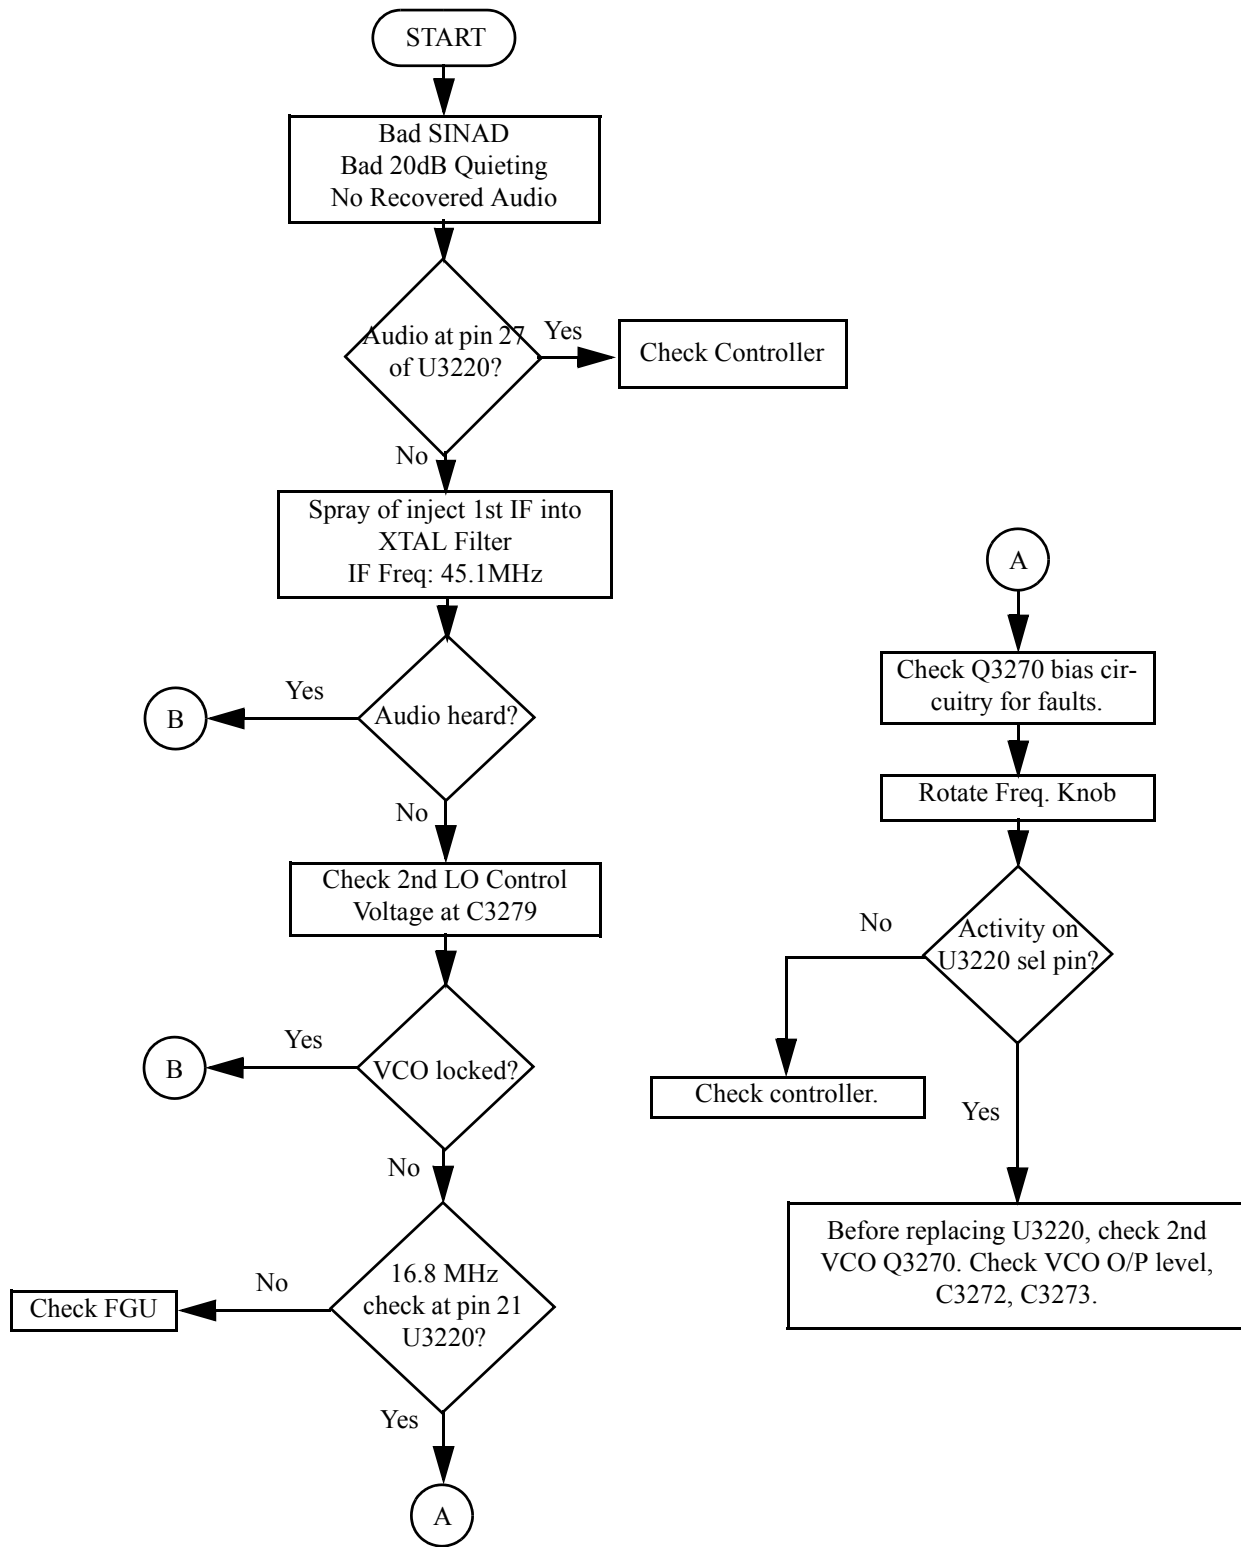 START
Bad SINAD
Bad 20dB Quieting
No Recovered Audio
Audio at pin 27
of U3220?
Yes
Check Controller
No
Spray of inject 1st IF into
XTAL Filter
IF Freq: 45.1MHz
Audio heard?
Yes
B
No
Check 2nd LO Control
Voltage at C3279
VCO locked?
Yes
B
No
16.8 MHz
check at pin 21
U3220?
No
Check FGU
Yes
A
A
Check Q3270 bias cir-
cuitry for faults.
Rotate Freq. Knob
Activity on
U3220 sel pin?
No
Check controller.
Yes
Before replacing U3220, check 2nd
VCO Q3270. Check VCO O/P level,
C3272, C3273.